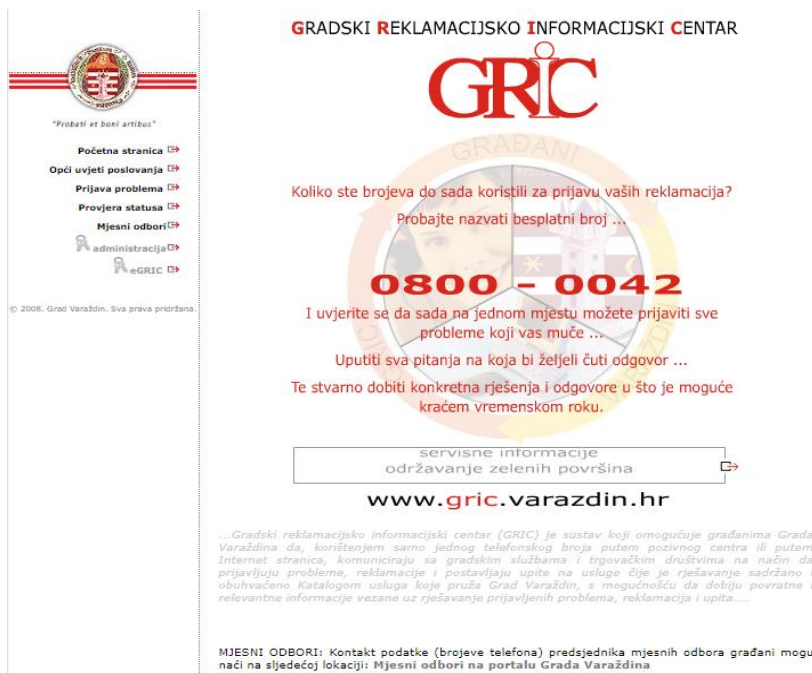 GRADSKI REKLAMACIJSKO INFORMACIJSKI CENTAR
GRIC
"Probati et boni artibus"
Početna stranica
Opći uvjeti poslovanja
Prijava problema
Provjera statusa
Mjesni odbori
administracija
eGRIC
© 2008. Grad Varaždin. Sva prava pridržana.
GRAĐANI
GRIC
VARAŽDIN
Koliko ste brojeva do sada koristili za prijavu vaših reklamacija?
Probajte nazvati besplatni broj ...
0800 - 0042
I uvjerite se da sada na jednom mjestu možete prijaviti sve
probleme koji vas muče ...
Uputiti sva pitanja na koja bi željeli čuti odgovor ...
Te stvarno dobiti konkretna rješenja i odgovore u što je moguće
kraćem vremenskom roku.
servisne informacije
održavanje zelenih površina
www.gric.varazdin.hr
...Gradski reklamacijsko informacijski centar (GRIC) je sustav koji omogućuje građanima Grada
Varaždina da, korištenjem samo jednog telefonskog broja putem pozivnog centra ili putem
Internet stranica, komuniciraju sa gradskim službama i trgovačkim društvima na način da
prijavljuju probleme, reklamacije i postavljaju upite na usluge čije je rješavanje sadržano i
obuhvaćeno Katalogom usluga koje pruža Grad Varaždin, s mogućnošću da dobiju povratne i
relevantne informacije vezane uz rješavanje prijavljenih problema, reklamacija i upita....
MJESNI ODBORI: Kontakt podatke (brojeve telefona) predsjednika mjesnih odbora građani mogu
naći na sljedećoj lokaciji: Mjesni odbori na portalu Grada Varaždina